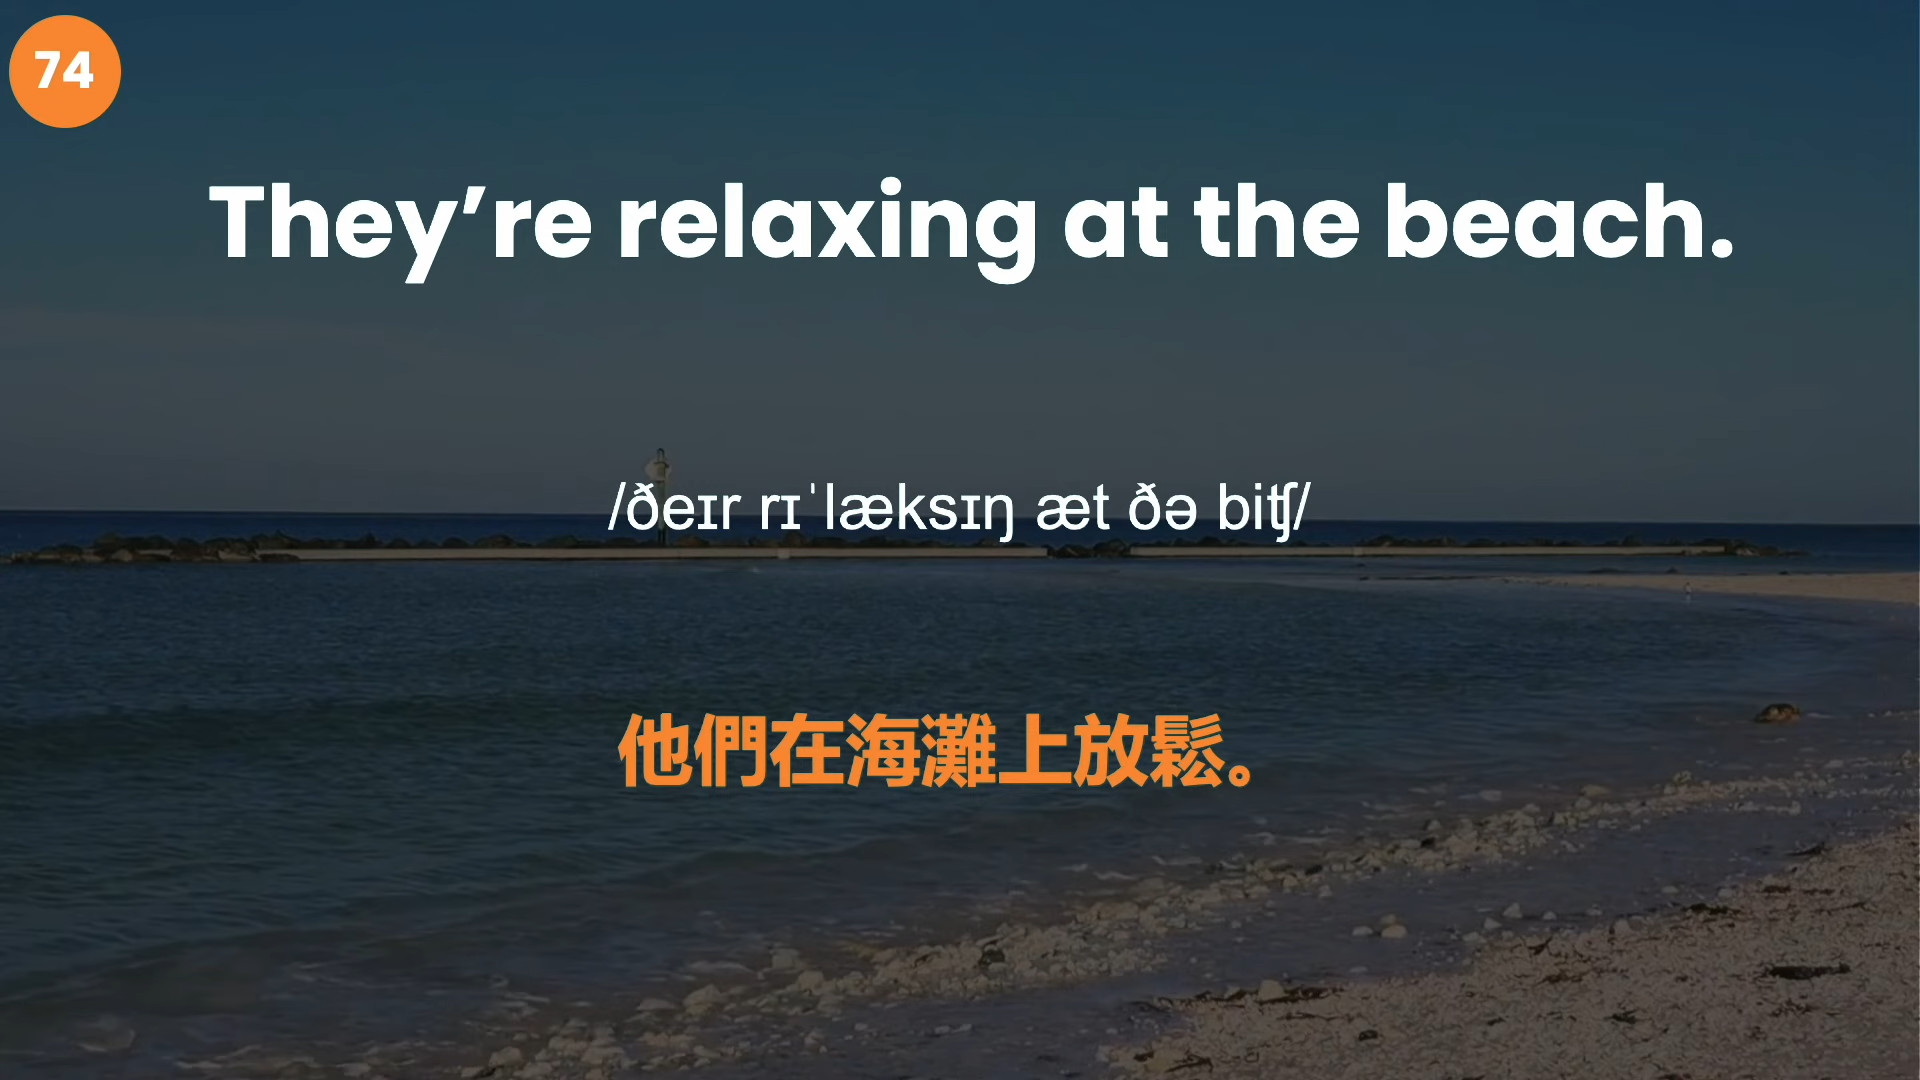 74
They’re relaxing at the beach.
/ðeɪr rɪˈlæksɪŋ æt ðə biʧ/
他們在海灘上放鬆。